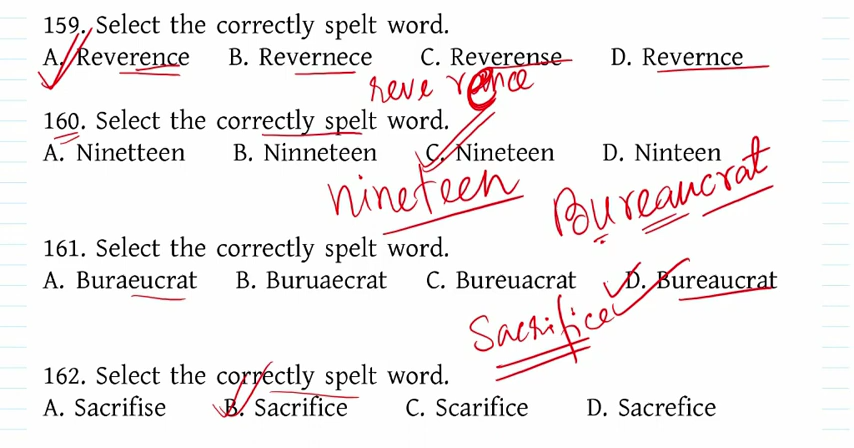 159. Select the correctly spelt word.
A. Reverence B. Revernece C. Reverense D. Revernce
reverence
160. Select the correctly spelt word.
A. Ninetteen B. Ninneteen C. Nineteen D. Ninteen
nineteen
Bureaucrat
161. Select the correctly spelt word.
A. Buraeucrat B. Buruaecrat C. Bureuacrat D. Bureaucrat
Sacrifice
162. Select the correctly spelt word.
A. Sacrifise B. Sacrifice C. Scarifice D. Sacrefice